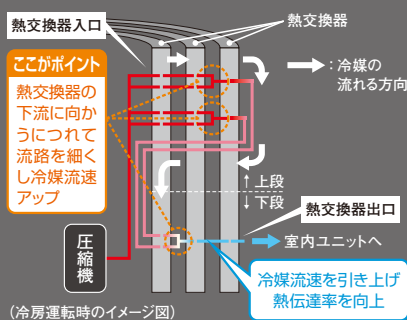 熱交換器入口
熱交換器
ここがポイント
熱交換器の
下流に向か
うにつれて
流路を細く
し冷媒流速
アップ
：冷媒の
流れる方向
↑上段
↓下段
熱交換器出口
圧縮機
室内ユニットへ
冷媒流速を引き上げ
熱伝達率を向上
（冷房運転時のイメージ図）